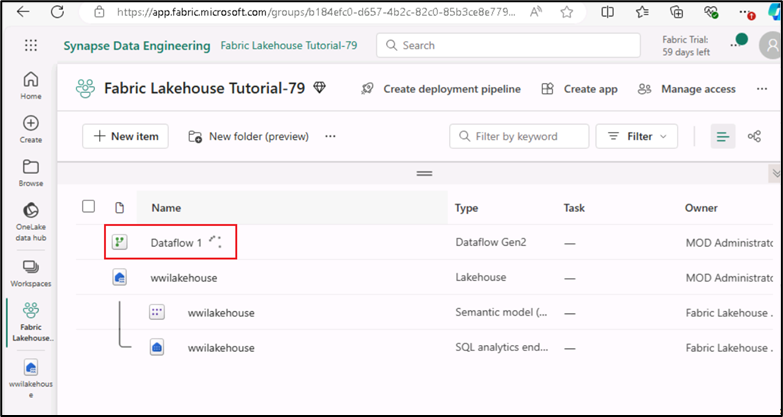 https://app.fabric.microsoft.com/groups/b184efc0-d657-4b2c-82c0-85b3ce8e779...
Synapse Data Engineering Fabric Lakehouse Tutorial-79
Search
Fabric Trial:
59 days left
Home
Create
Browse
OneLake
data hub
Workspaces
Fabric
Lakehouse..
wwilakehous
e
Fabric Lakehouse Tutorial-79
Create deployment pipeline
Create app
Manage access
New item
New folder (preview)
Filter by keyword
Filter
Name Type Task Owner
Dataflow 1 Dataflow Gen2 — MOD Administrato
wwilakehouse Lakehouse — MOD Administrato
wwilakehouse Semantic model (... — Fabric Lakehouse .
wwilakehouse SQL analytics end... — Fabric Lakehouse .